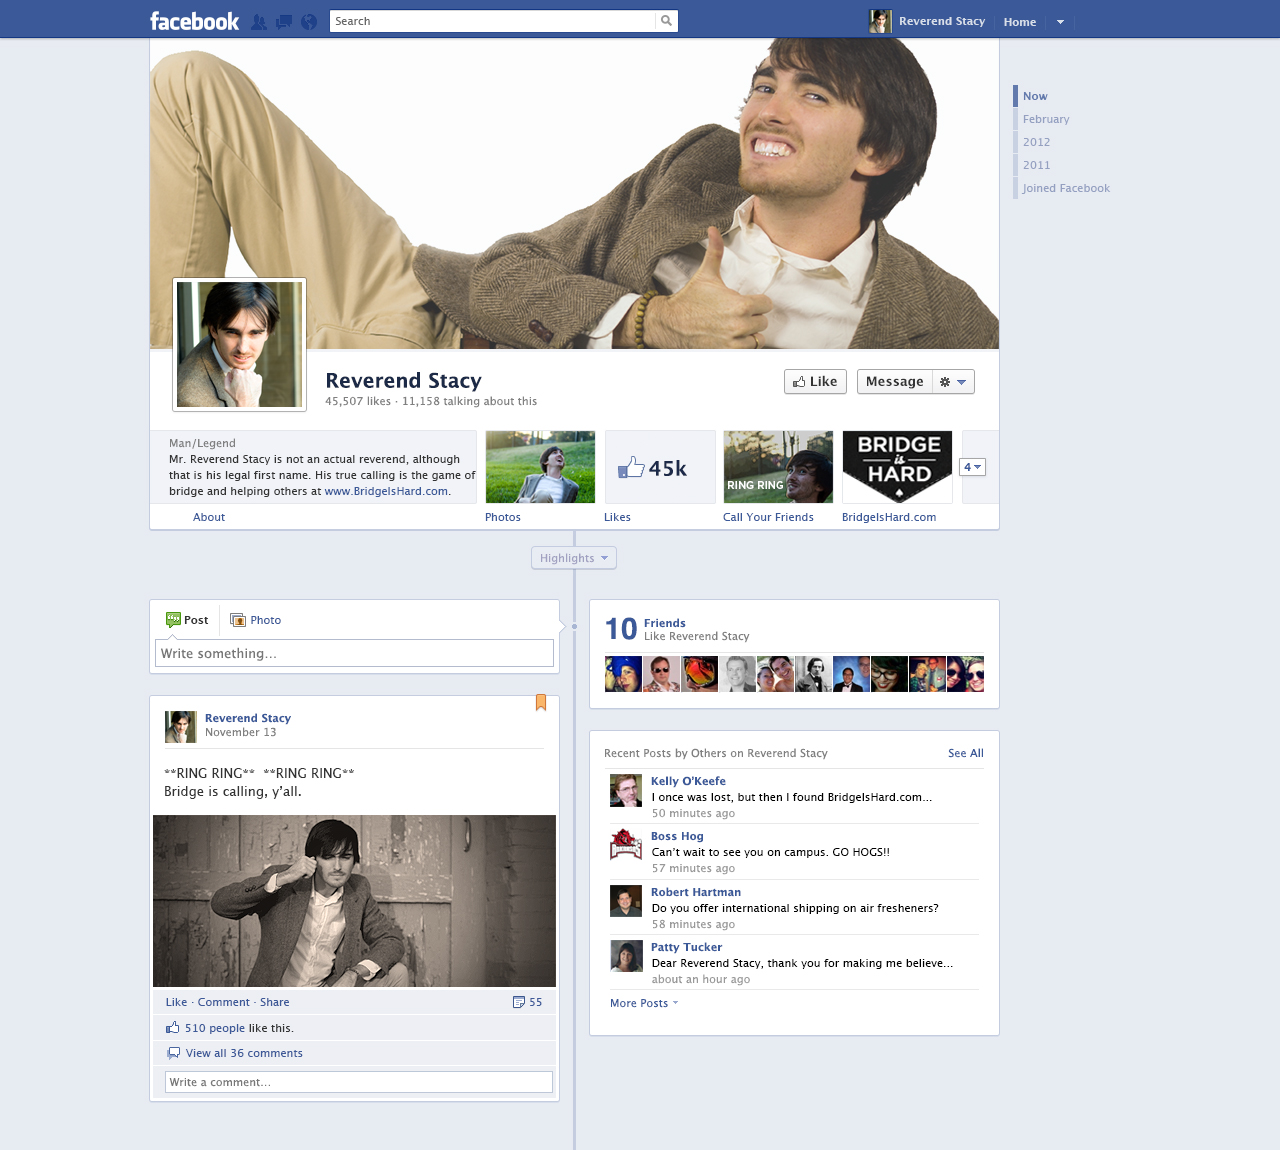 facebook
Search
Reverend Stacy
Home
Now
February
2012
2011
Joined Facebook
Reverend Stacy
45,507 likes · 11,158 talking about this
Like
Message
Man/Legend
Mr. Reverend Stacy is not an actual reverend, although
that is his legal first name. His true calling is the game of
bridge and helping others at www.BridgeIsHard.com.
About
Photos
45k
Likes
RING RING
Call Your Friends
BRIDGE
is
HARD
BridgeIsHard.com
4
Highlights
Post
Photo
Write something...
Reverend Stacy
November 13
**RING RING**  **RING RING**
Bridge is calling, y'all.
Like · Comment · Share
55
510 people like this.
View all 36 comments
Write a comment...
10
Friends
Like Reverend Stacy
Recent Posts by Others on Reverend Stacy
See All
Kelly O'Keefe
I once was lost, but then I found BridgeIsHard.com...
50 minutes ago
Boss Hog
Can't wait to see you on campus. GO HOGS!!
57 minutes ago
Robert Hartman
Do you offer international shipping on air fresheners?
58 minutes ago
Patty Tucker
Dear Reverend Stacy, thank you for making me believe...
about an hour ago
More Posts